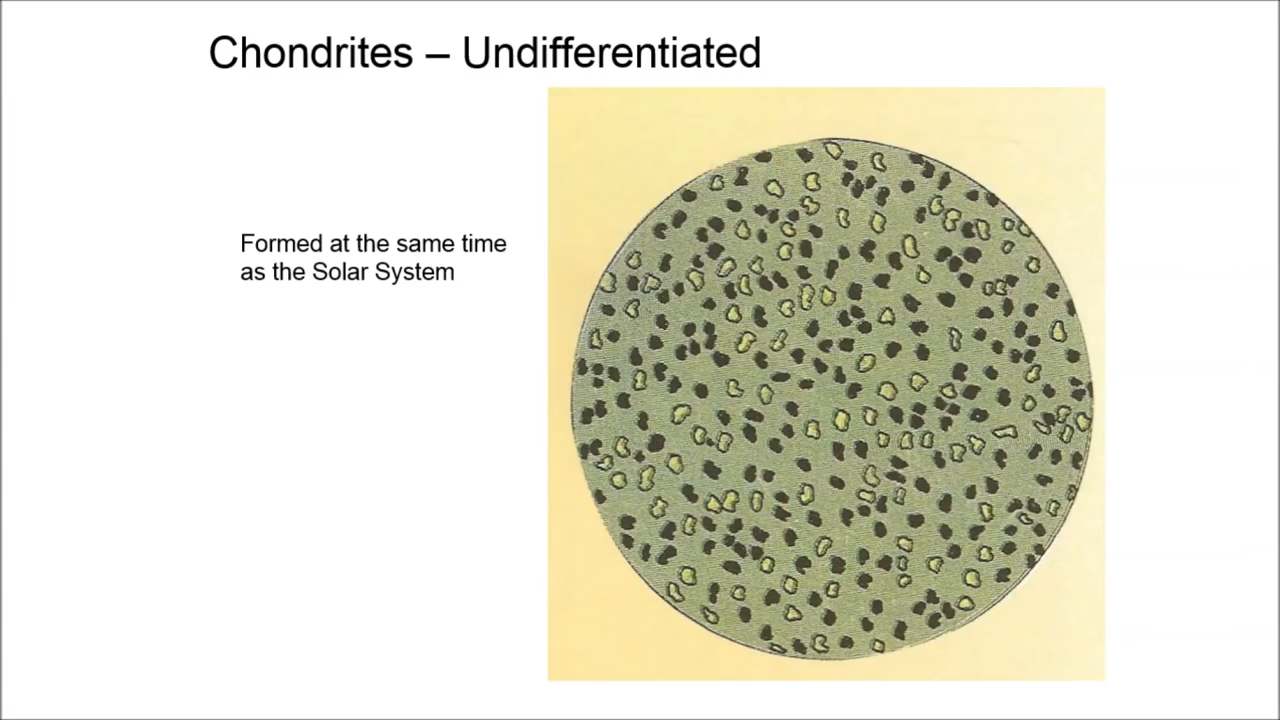 Chondrites – Undifferentiated
Formed at the same time
as the Solar System